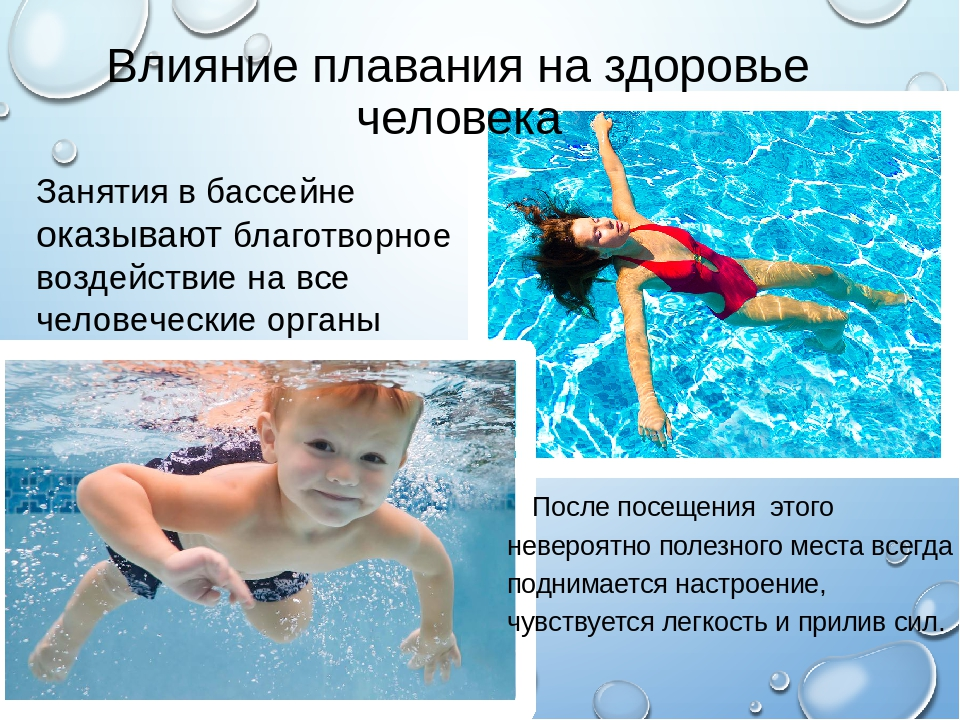 Влияние плавания на здоровье
человека
Занятия в бассейне
оказывают благотворное
воздействие на все
человеческие органы
После посещения этого
невероятно полезного места всегда
поднимается настроение,
чувствуется легкость и прилив сил.